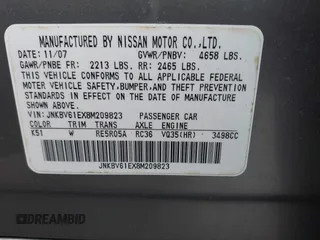 MANUFACTURED BY NISSAN MOTOR CO.,LTD.
DATE: 11/07 GVWR/PNBV: 4658 LBS.
GAWR/PNBE FR: 2213 LBS. RR: 2465 LBS.
THIS VEHICLE CONFORMS TO ALL APPLICABLE FEDERAL
MOTOR VEHICLE SAFETY,BUMPER,AND THEFT PREVENTION
STANDARDS IN EFFECT ON THE DATE OF MANUFACTURE
SHOWN ABOVE.
VIN:JNKBV61EX8M209823 PASSENGER CAR
COLOR TRIM TRANS AXLE ENGINE
K51 W RE5R05A RC36 VQ35(HR) 3498CC
JNKBV61EX8M209823
DREAMBID